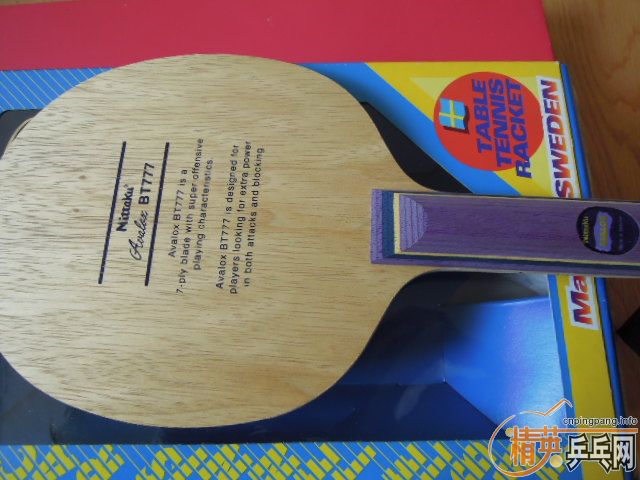 Nittaku
Avalox BT777
Avalox BT777 is a
7-ply blade with super offensive
playing characteristics.
Avalox BT777 is designed for
players looking for extra power
in both attacks and blocking.
TABLE
TENNIS
RACKET
SWEDEN
cnpingpang.info
精英乒乓网